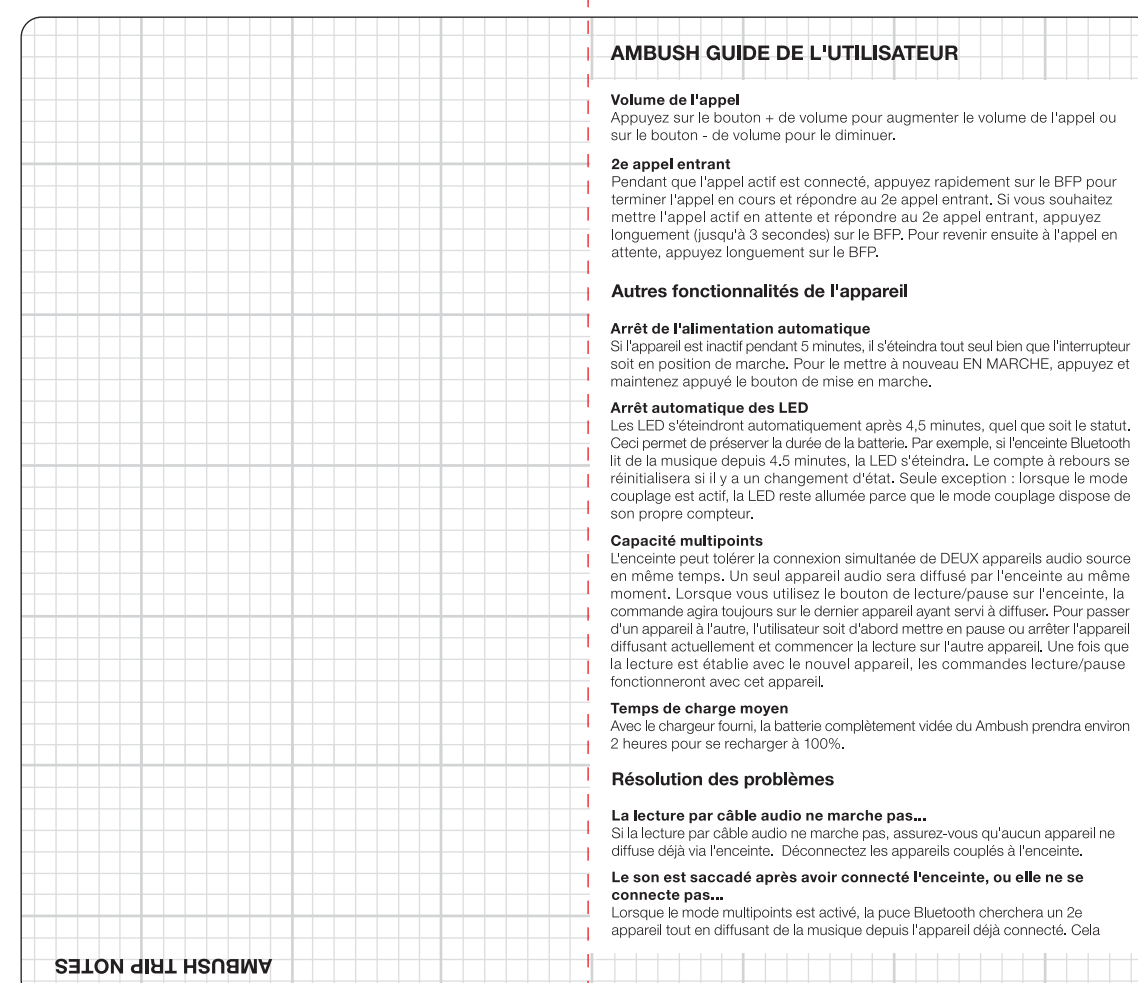 AMBUSH GUIDE DE L'UTILISATEUR
Volume de l'appel
Appuyez sur le bouton + de volume pour augmenter le volume de l'appel ou
sur le bouton - de volume pour le diminuer.
2e appel entrant
Pendant que l'appel actif est connecté, appuyez rapidement sur le BFP pour
terminer l'appel en cours et répondre au 2e appel entrant. Si vous souhaitez
mettre l'appel actif en attente et répondre au 2e appel entrant, appuyez
longuement (jusqu'à 3 secondes) sur le BFP. Pour revenir ensuite à l'appel en
attente, appuyez longuement sur le BFP.
Autres fonctionnalités de l'appareil
Arrêt de l'alimentation automatique
Si l'appareil est inactif pendant 5 minutes, il s'éteindra tout seul bien que l'interrupteur
soit en position de marche. Pour le mettre à nouveau EN MARCHE, appuyez et
maintenez appuyé le bouton de mise en marche.
Arrêt automatique des LED
Les LED s'éteindront automatiquement après 4,5 minutes, quel que soit le statut.
Ceci permet de préserver la durée de la batterie. Par exemple, si l'enceinte Bluetooth
lit de la musique depuis 4.5 minutes, la LED s'éteindra. Le compte à rebours se
réinitialisera si il y a un changement d'état. Seule exception : lorsque le mode
couplage est actif, la LED reste allumée parce que le mode couplage dispose de
son propre compteur.
Capacité multipoints
L'enceinte peut tolérer la connexion simultanée de DEUX appareils audio source
en même temps. Un seul appareil audio sera diffusé par l'enceinte au même
moment. Lorsque vous utilisez le bouton de lecture/pause sur l'enceinte, la
commande agira toujours sur le dernier appareil ayant servi à diffuser. Pour passer
d'un appareil à l'autre, l'utilisateur soit d'abord mettre en pause ou arrêter l'appareil
diffusant actuellement et commencer la lecture sur l'autre appareil. Une fois que
la lecture est établie avec le nouvel appareil, les commandes lecture/pause
fonctionneront avec cet appareil.
Temps de charge moyen
Avec le chargeur fourni, la batterie complètement vidée du Ambush prendra environ
2 heures pour se recharger à 100%.
Résolution des problèmes
La lecture par câble audio ne marche pas...
Si la lecture par câble audio ne marche pas, assurez-vous qu'aucun appareil ne
diffuse déjà via l'enceinte. Déconnectez les appareils couplés à l'enceinte.
Le son est saccadé après avoir connecté l'enceinte, ou elle ne se
connecte pas...
Lorsque le mode multipoints est activé, la puce Bluetooth cherchera un 2e
appareil tout en diffusant de la musique depuis l'appareil déjà connecté. Cela
AMBUSH TRIP NOTES